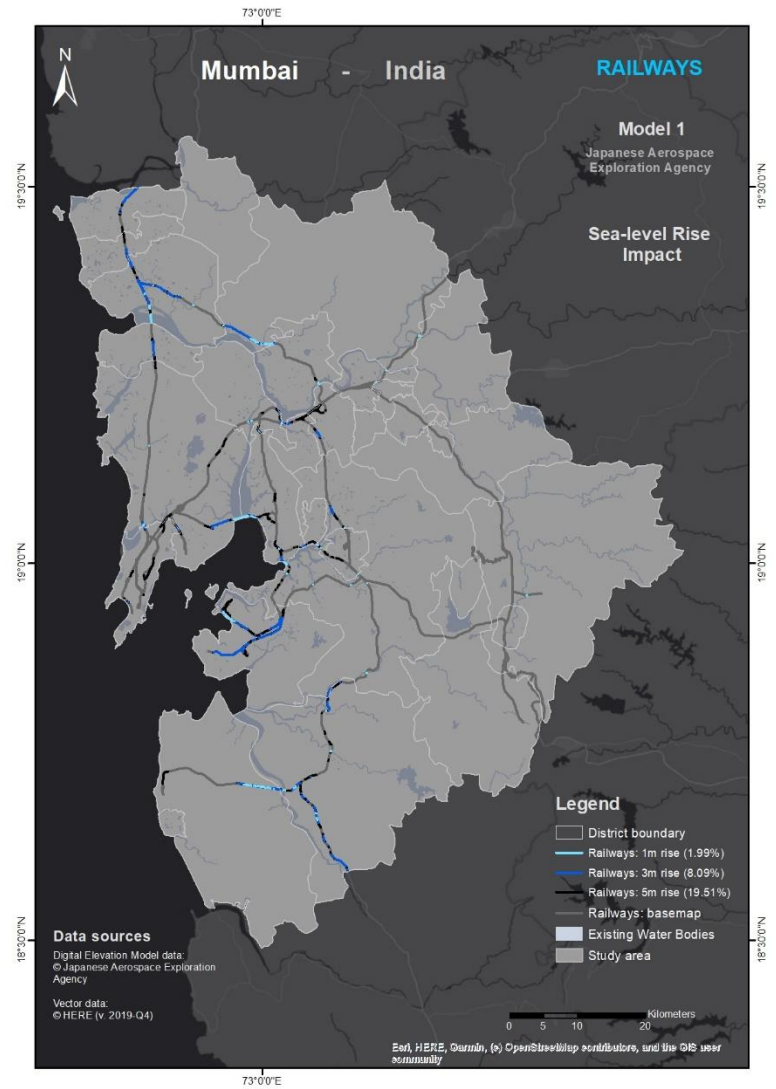 73°0'0"E
N
Mumbai - India
RAILWAYS
Model 1
Japanese Aerospace
Exploration Agency
Sea-level Rise
Impact
19°30'0"N
19°30'0"N
19°0'0"N
19°0'0"N
Legend
District boundary
Railways: 1m rise (1.99%)
Railways: 3m rise (8.09%)
Railways: 5m rise (19.51%)
Railways: basemap
Existing Water Bodies
Study area
18°30'0"N
18°30'0"N
Data sources
Digital Elevation Model data:
© Japanese Aerospace Exploration
Agency
Vector data:
© HERE (v. 2019-Q4)
Kilometers
0 5 10 20
Esri, HERE, Garmin, (c) OpenStreetMap contributors, and the GIS user
community
73°0'0"E